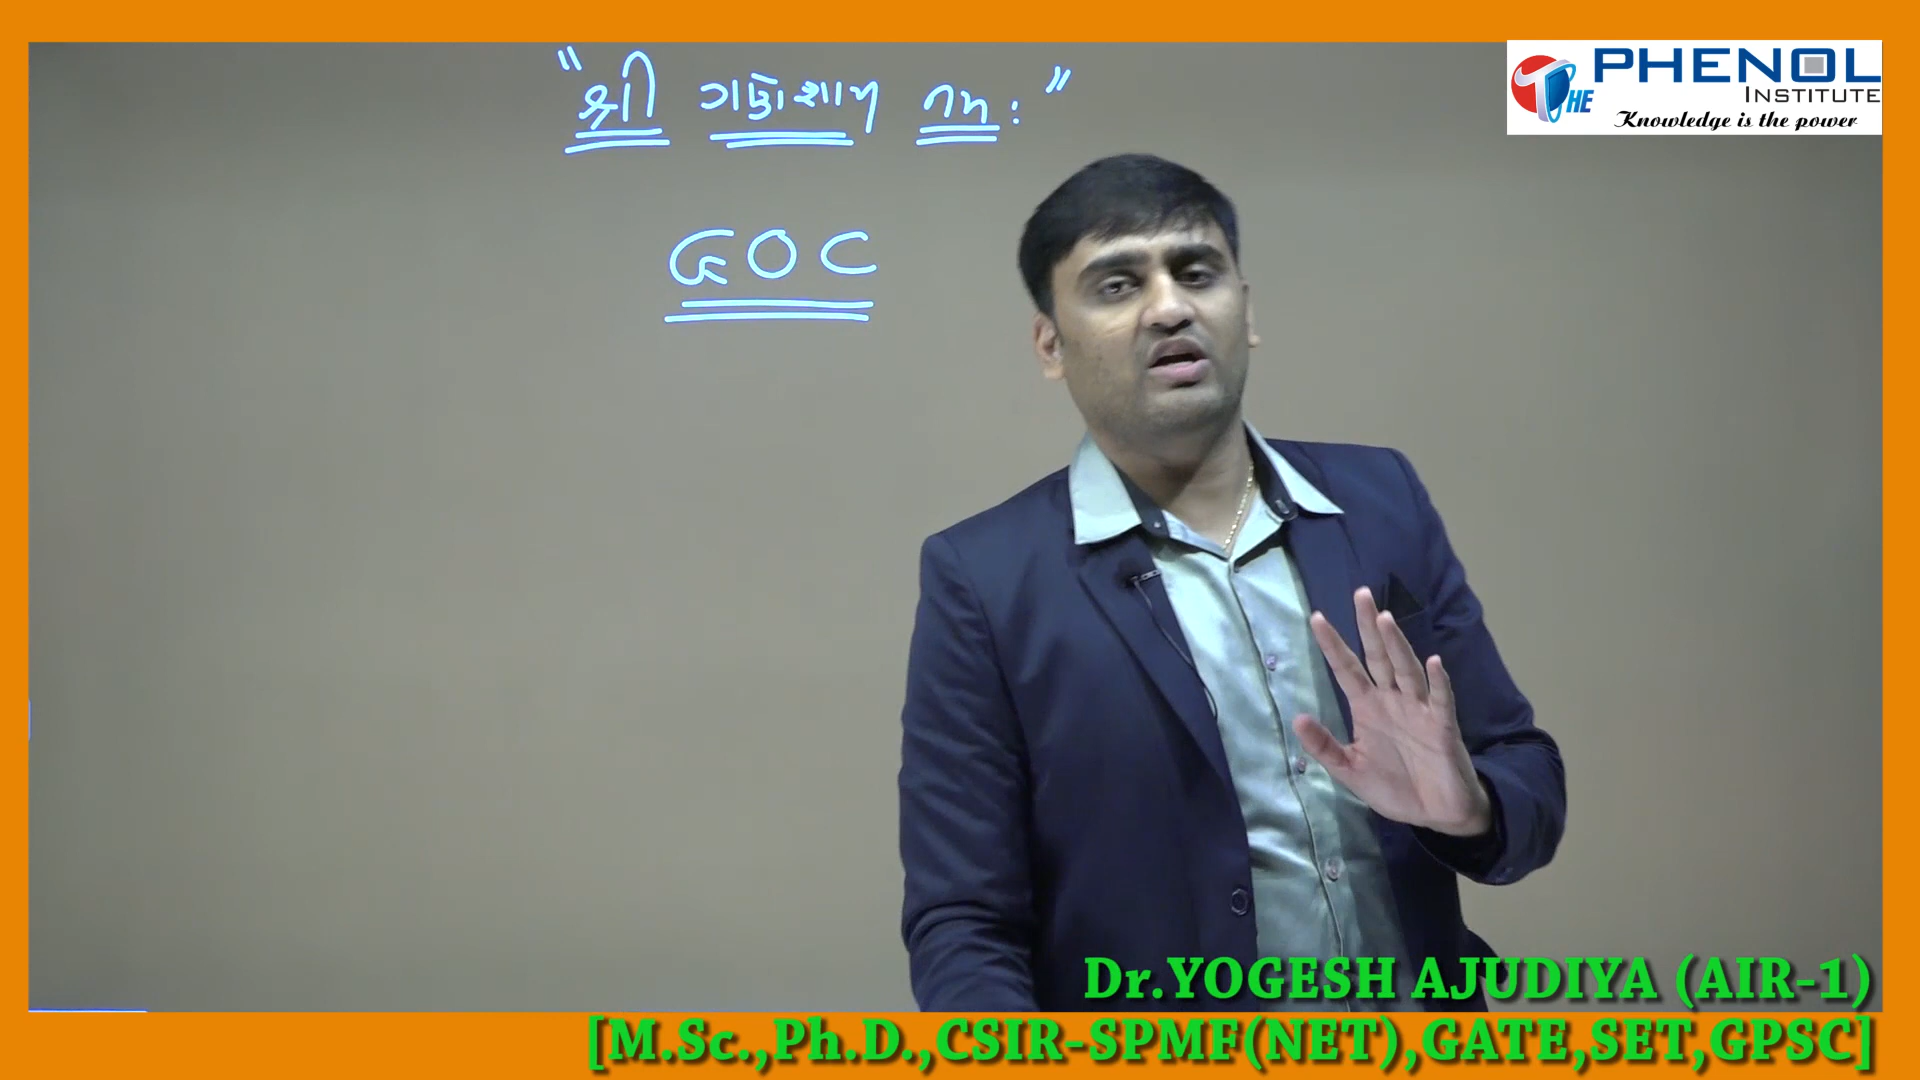 "શ્રી ગણેશાય નમઃ"
GOC
THE PHENOL
INSTITUTE
Knowledge is the power
Dr.YOGESH AJUDIYA (AIR-1)
[M.Sc.,Ph.D.,CSIR-SPMF(NET),GATE,SET,GPSC]